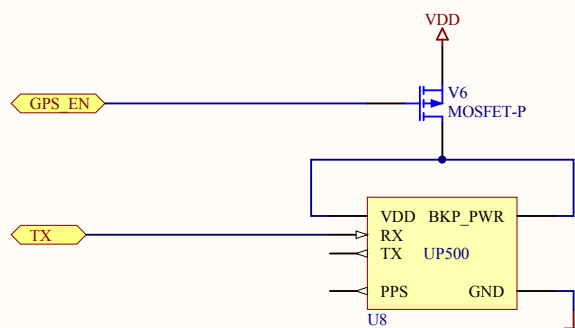 VDD
GPS_EN
V6
MOSFET-P
VDD BKP_PWR
TX
RX
TX UP500
PPS GND
U8